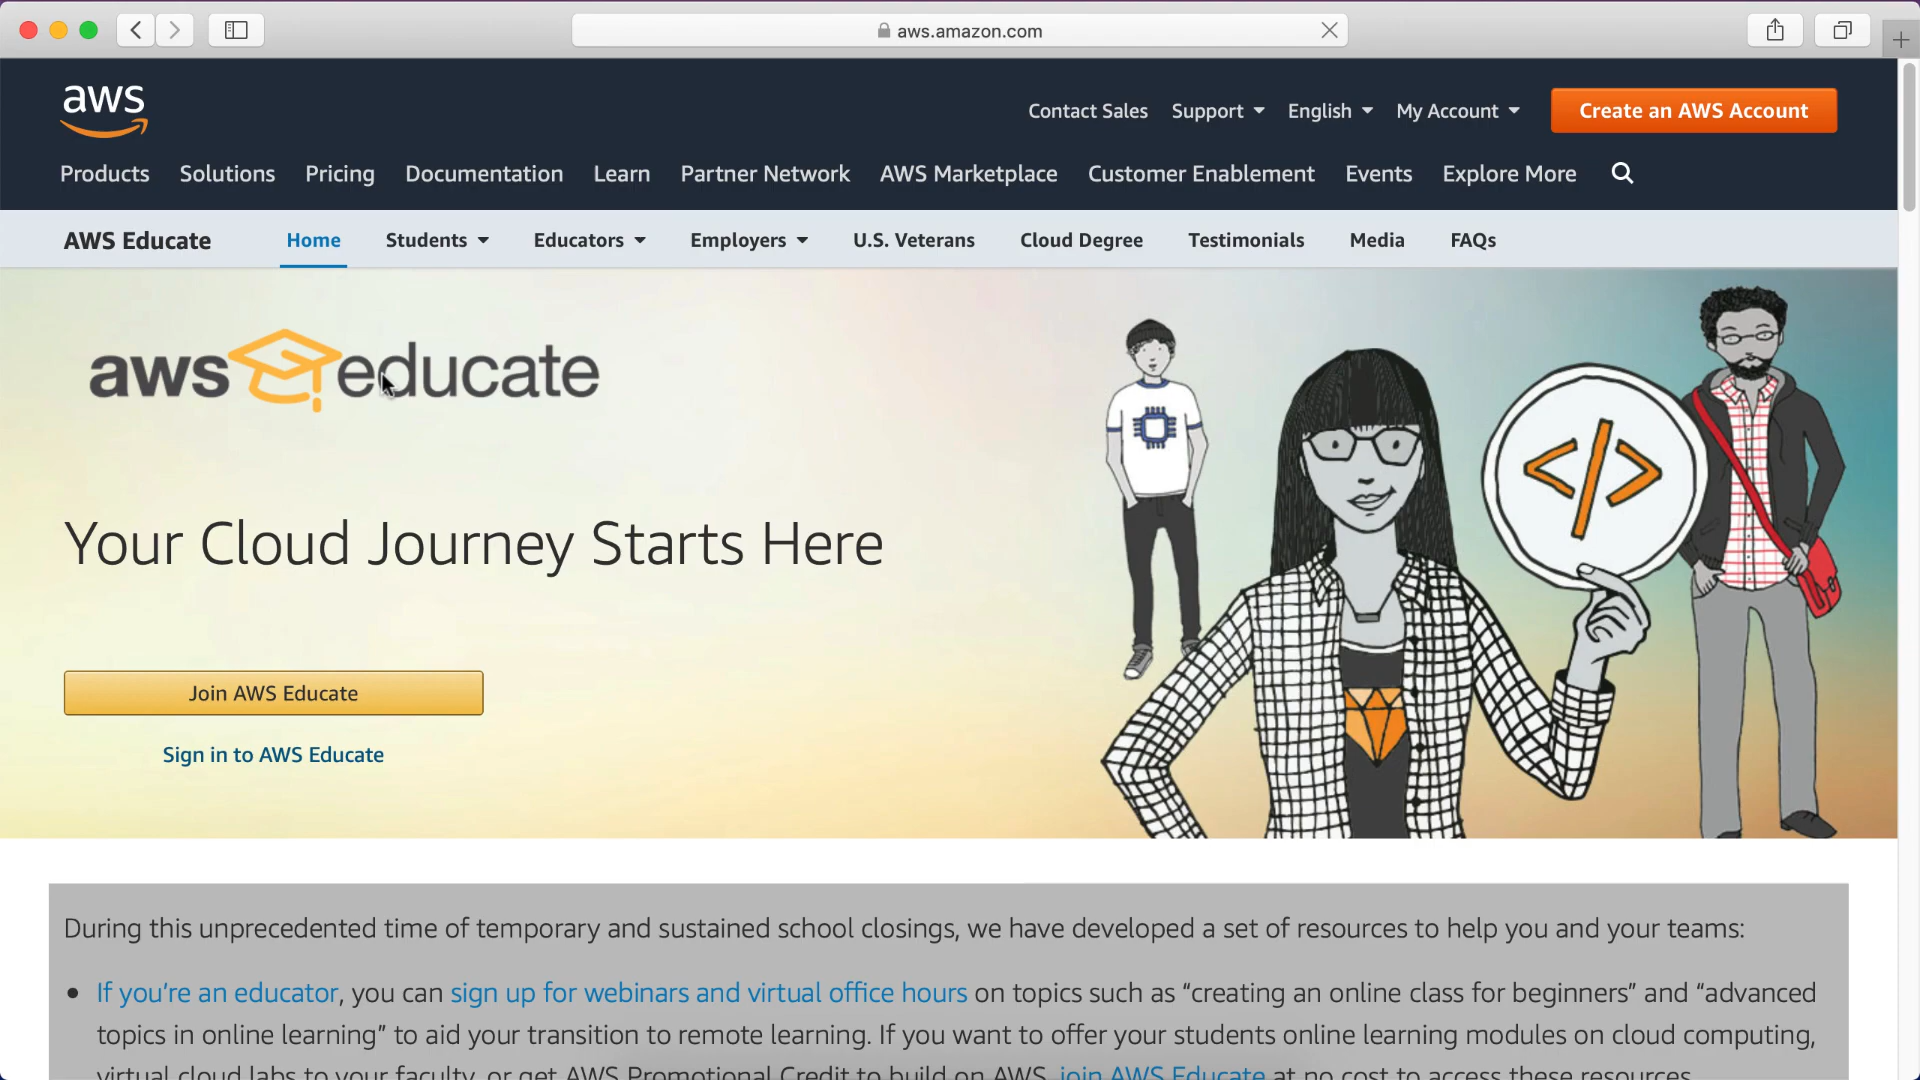 aws.amazon.com
aws
Contact Sales Support English My Account Create an AWS Account
Products Solutions Pricing Documentation Learn Partner Network AWS Marketplace Customer Enablement Events Explore More
AWS Educate Home Students Educators Employers U.S. Veterans Cloud Degree Testimonials Media FAQs
aws educate
</>
Your Cloud Journey Starts Here
Join AWS Educate
Sign in to AWS Educate
During this unprecedented time of temporary and sustained school closings, we have developed a set of resources to help you and your teams:
• If you’re an educator, you can sign up for webinars and virtual office hours on topics such as “creating an online class for beginners” and “advanced
topics in online learning” to aid your transition to remote learning. If you want to offer your students online learning modules on cloud computing,
virtual cloud labs to your faculty, or get AWS Promotional Credit to build on AWS, join AWS Educate at no cost to access these resources.